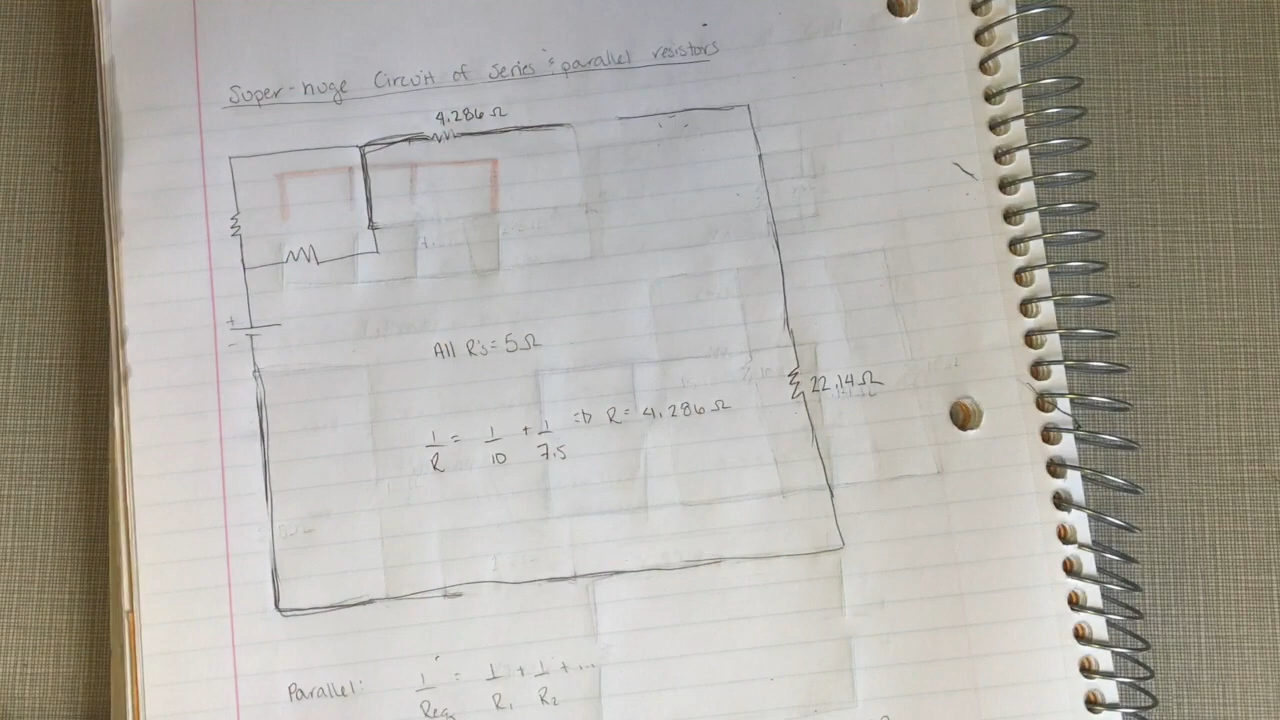 Super-huge Circuit of Series & parallel resistors
4.286 Ω
+
-
All R's = 5Ω
22.14 Ω
1/R = 1/10 + 1/7.5 => R = 4.286 Ω
Parallel: 1/Req = 1/R1 + 1/R2 + ...